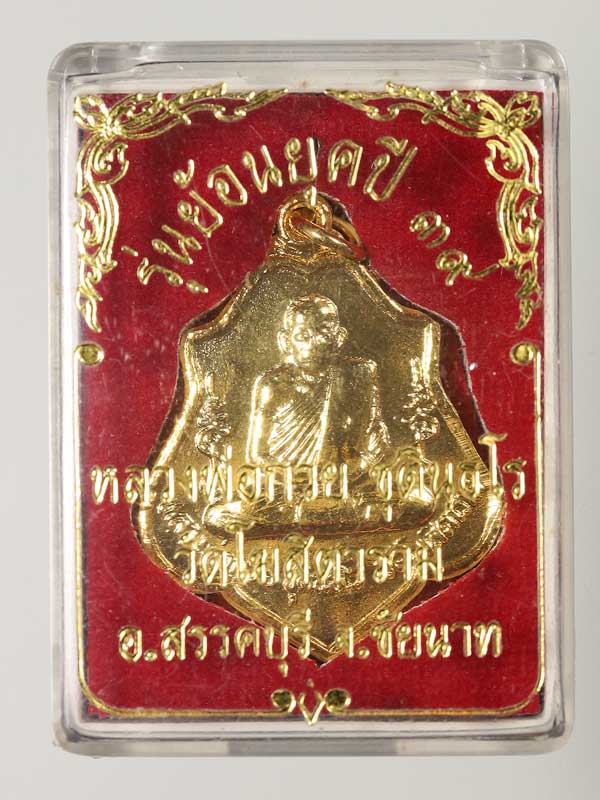 รุ่นย้อนยุคปี ๓๙
หลวงพ่อกวย ชุตินฺธโร
วัดโฆสิตาราม
อ.สรรคบุรี จ.ชัยนาท